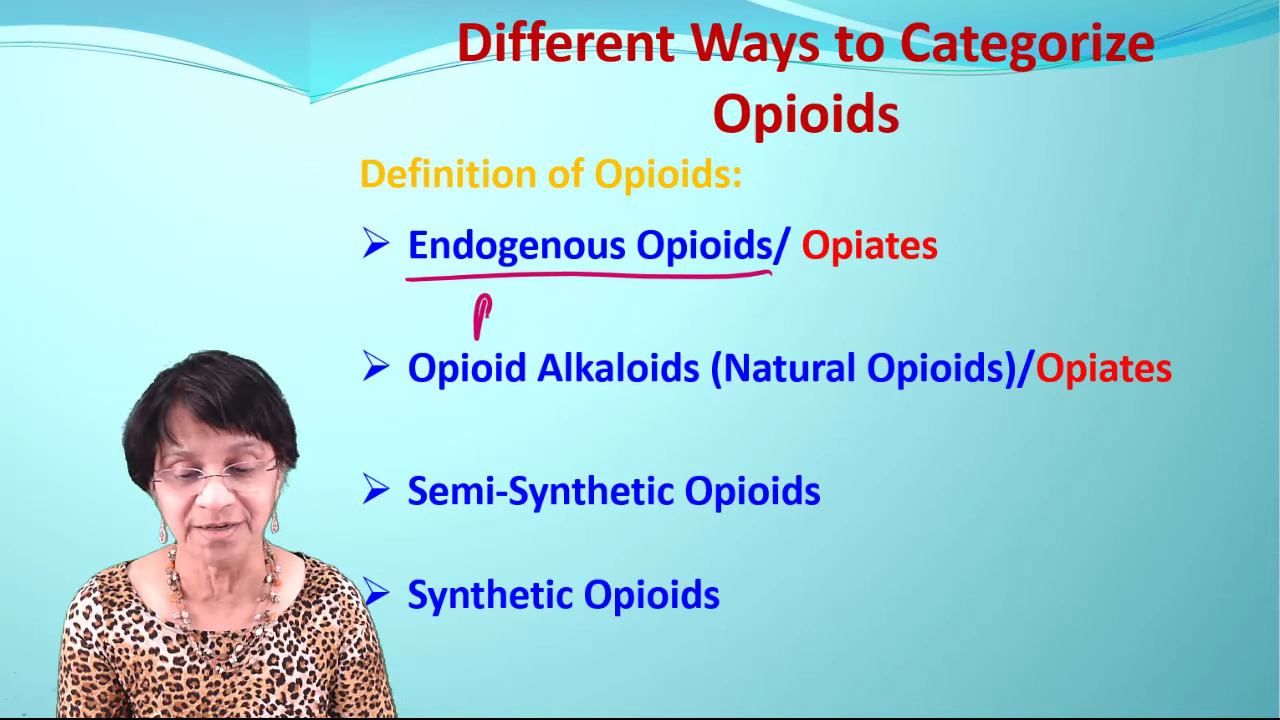 Different Ways to Categorize
Opioids
Definition of Opioids:
Endogenous Opioids/ Opiates
Opioid Alkaloids (Natural Opioids)/Opiates
Semi-Synthetic Opioids
Synthetic Opioids